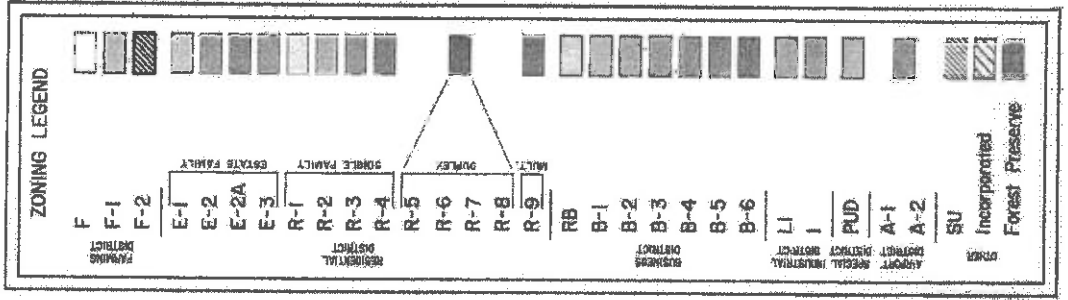 ZONING LEGEND
FARMING DISTRICT
F
F-1
F-2
RESIDENTIAL DISTRICT
ESTATE FAMILY
E-1
E-2
E-2A
E-3
SINGLE FAMILY
R-1
R-2
R-3
R-4
DUPLEX
R-5
R-6
R-7
R-8
MULT.
R-9
BUSINESS DISTRICT
RB
B-1
B-2
B-3
B-4
B-5
B-6
INDUSTRIAL DISTRICT
LI
I
SPECIAL DISTRICT
PUD
AIRPORT DISTRICT
A-1
A-2
OTHER
SU
Incorporated
Forest Preserve